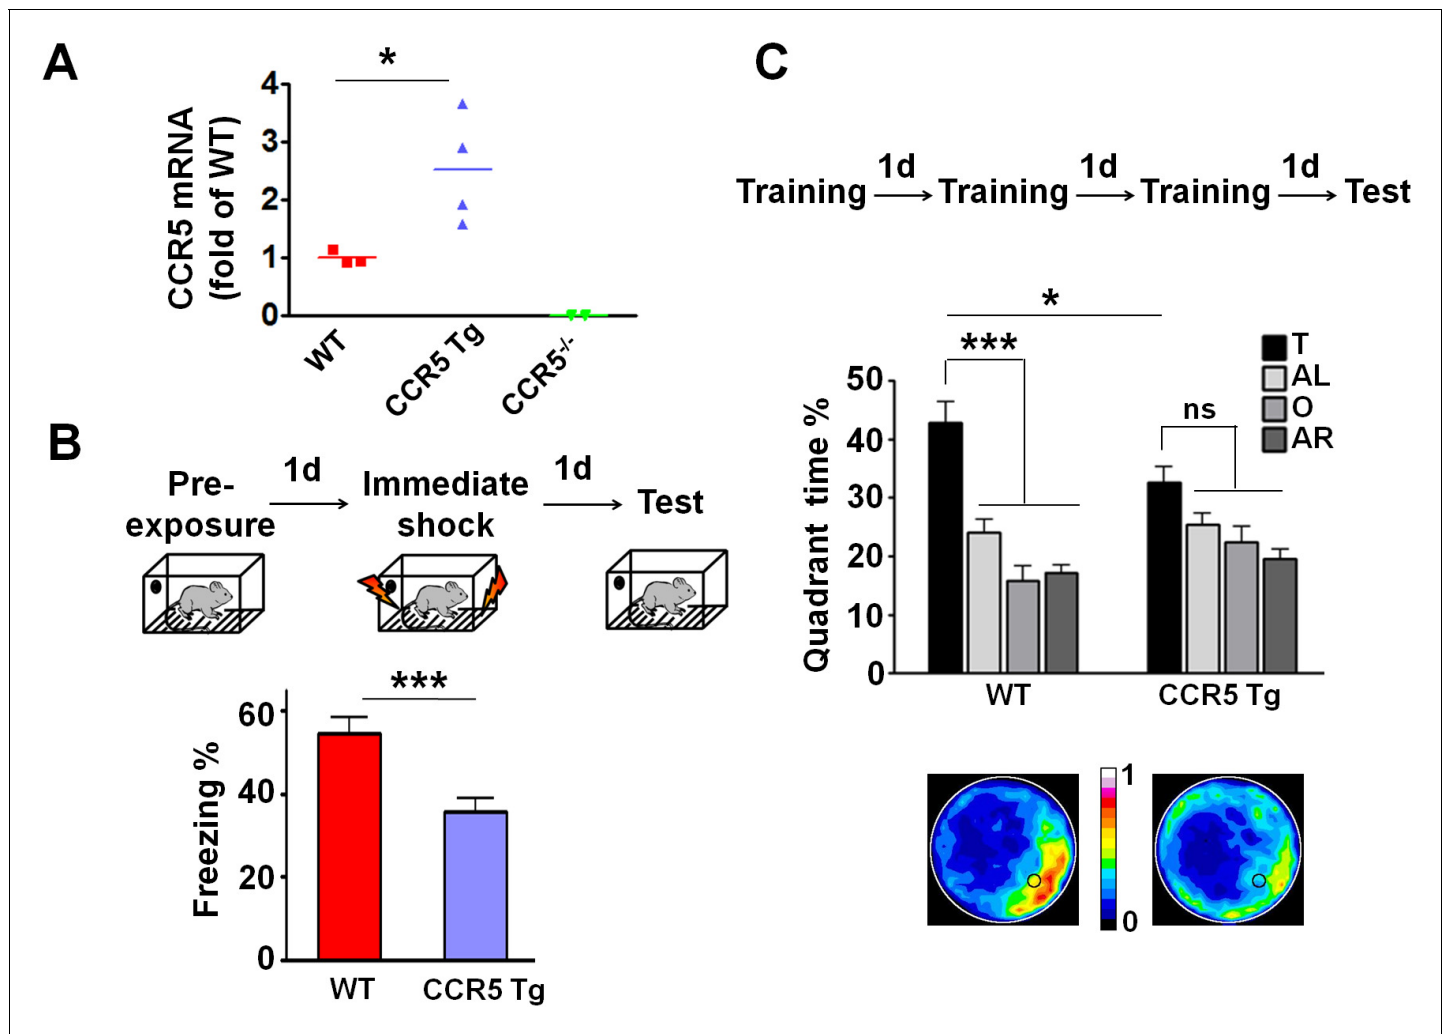 A
*
4
3
2
1
0
CCR5 mRNA
(fold of WT)
WT
CCR5 Tg
CCR5-/-
B
Pre-
exposure
1d
Immediate
shock
1d
Test
***
60
40
20
0
Freezing %
WT
CCR5 Tg
C
Training
1d
Training
1d
Training
1d
Test
*
***
ns
T
AL
O
AR
50
40
30
20
10
0
Quadrant time %
WT
CCR5 Tg
1
0